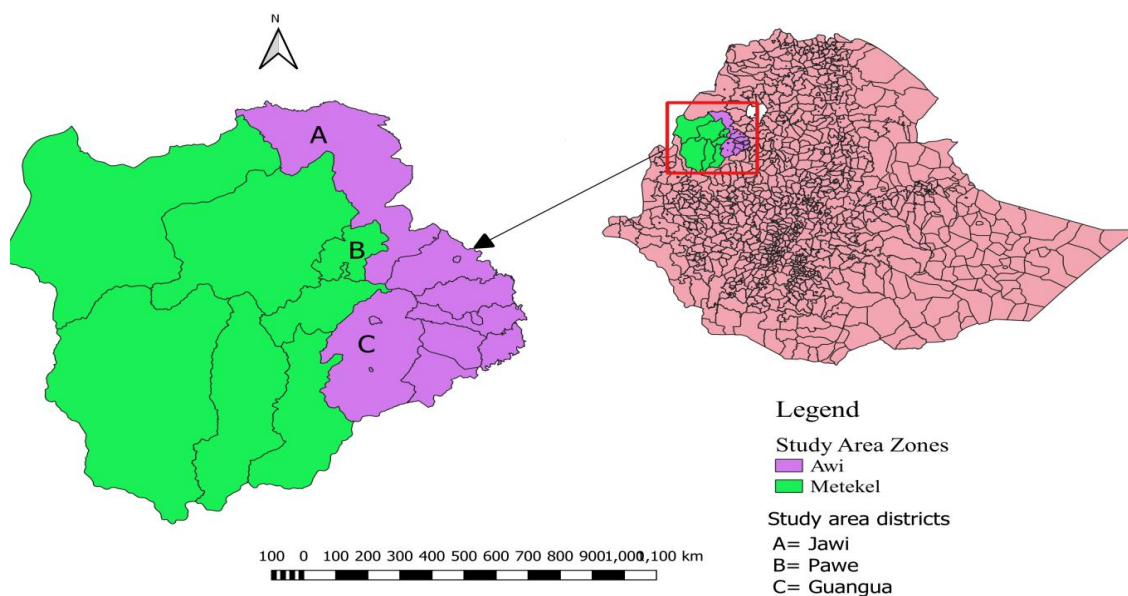 N
A
B
C
Legend
Study Area Zones
Awi
Metekel
Study area districts
A= Jawi
B= Pawe
C= Guangua
100 0 100 200 300 400 500 600 700 800 9001,0001,100 km